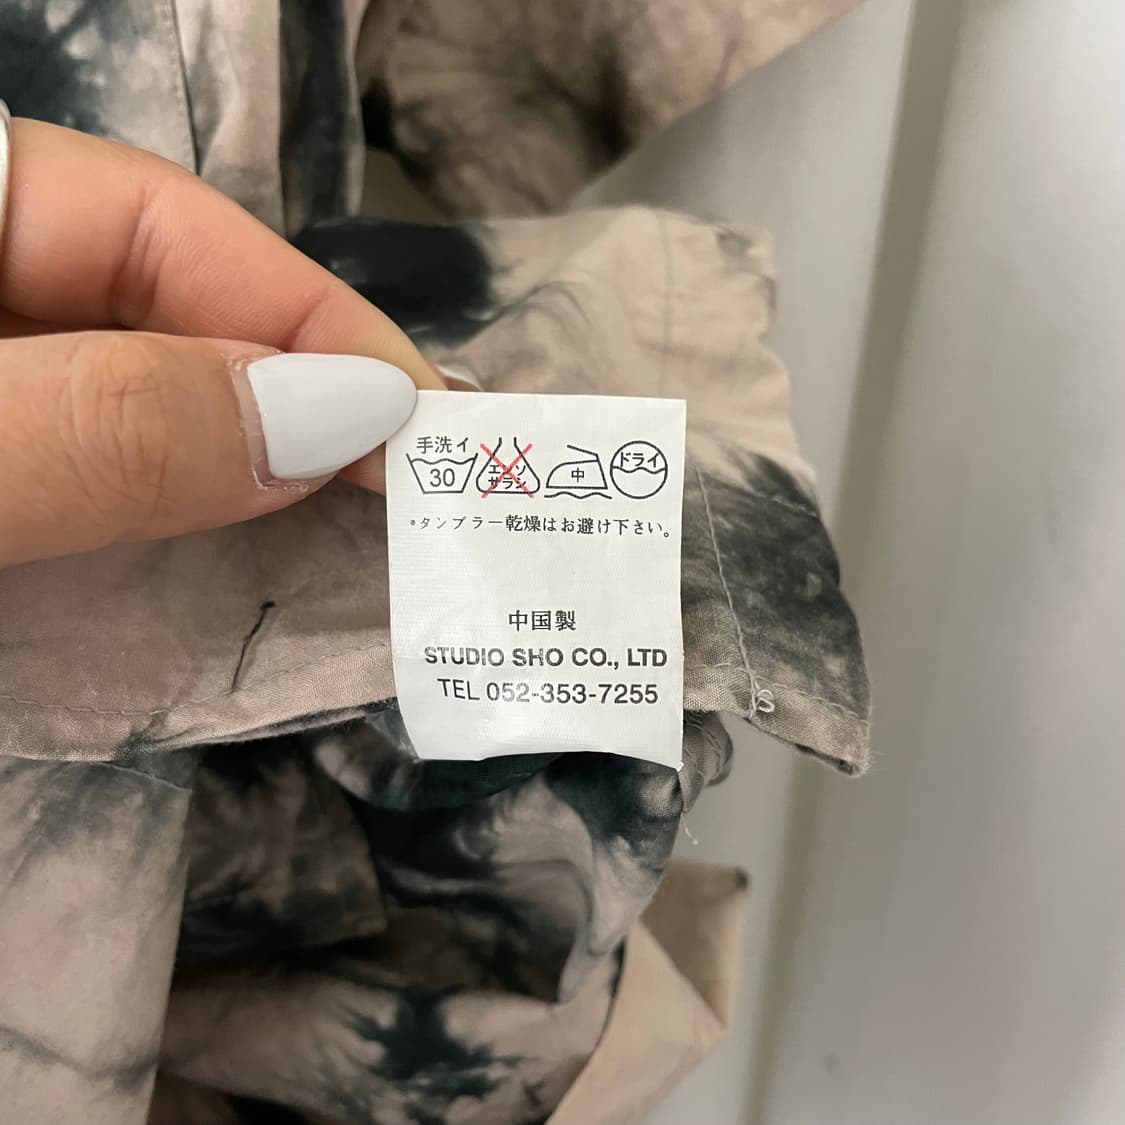 手洗イ
30 エンソサラシ 中 ドライ
*タンブラー乾燥はお避け下さい。
中国製
STUDIO SHO CO., LTD
TEL 052-353-7255